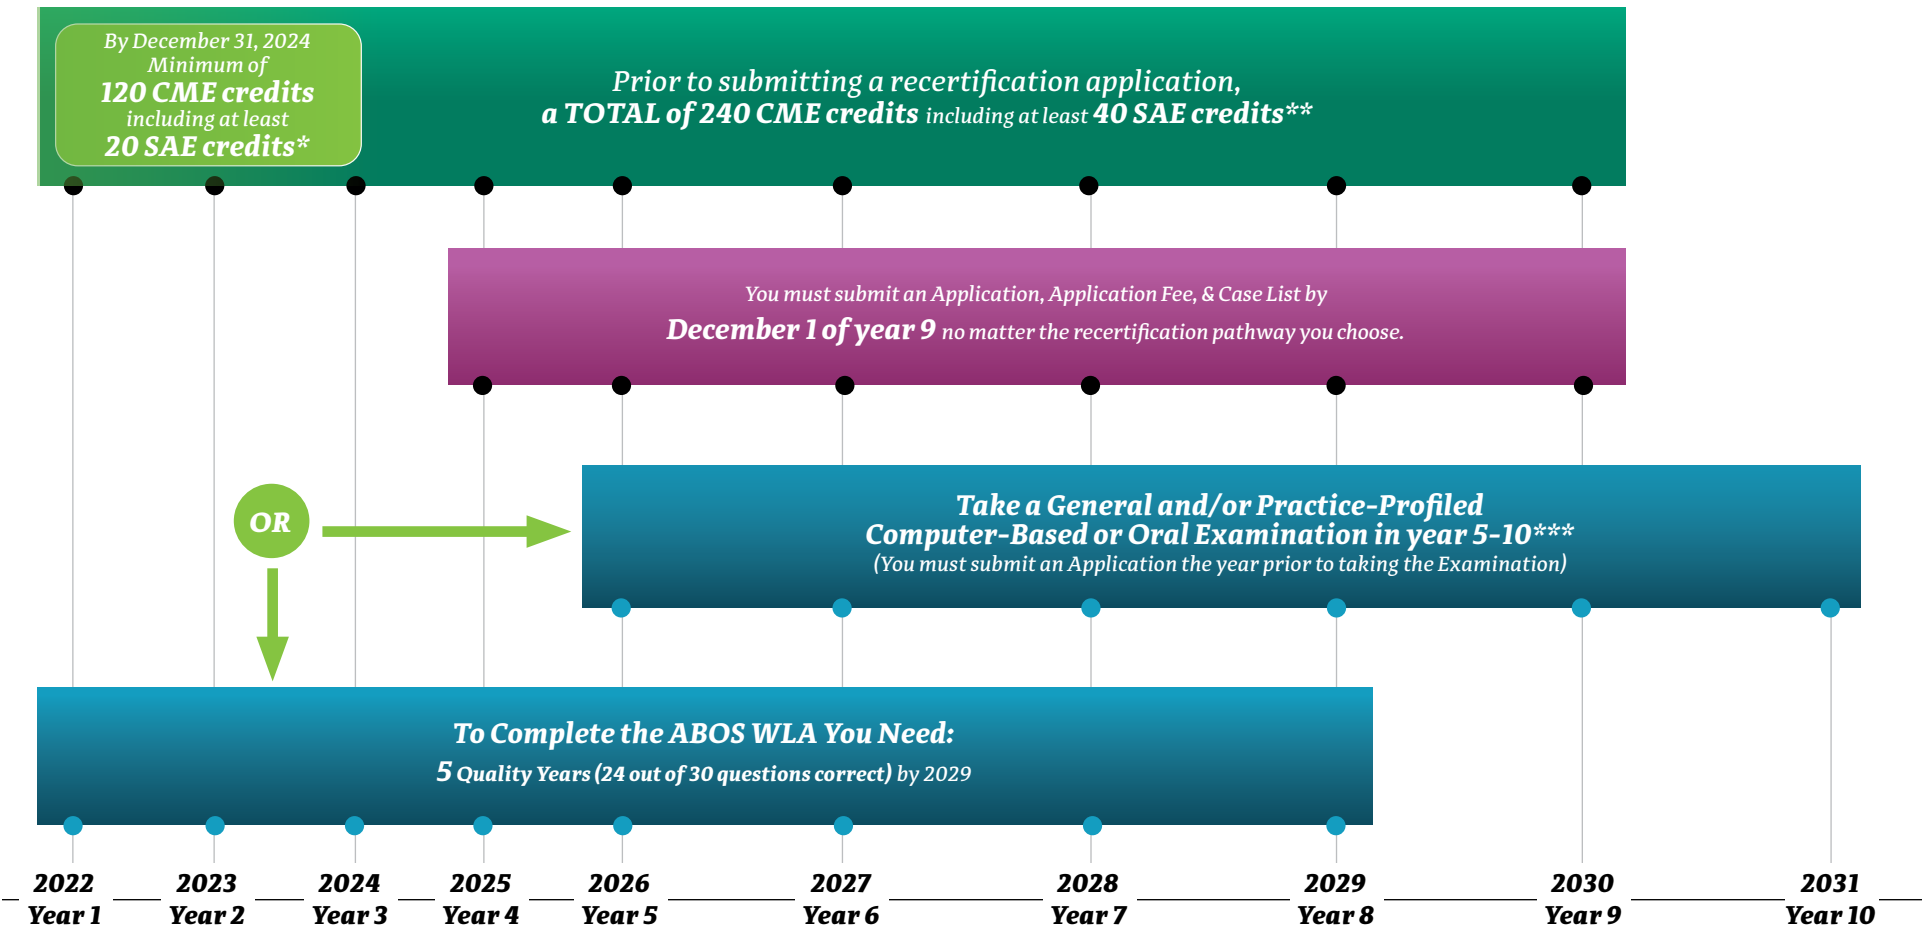 By December 31, 2024
Minimum of
120 CME credits
including at least
20 SAE credits*
Prior to submitting a recertification application,
a TOTAL of 240 CME credits including at least 40 SAE credits**
You must submit an Application, Application Fee, & Case List by
December 1 of year 9 no matter the recertification pathway you choose.
OR
Take a General and/or Practice-Profiled
Computer-Based or Oral Examination in year 5-10***
(You must submit an Application the year prior to taking the Examination)
To Complete the ABOS WLA You Need:
5 Quality Years (24 out of 30 questions correct) by 2029
2022 2023 2024 2025 2026 2027 2028 2029 2030 2031
Year 1 Year 2 Year 3 Year 4 Year 5 Year 6 Year 7 Year 8 Year 9 Year 10